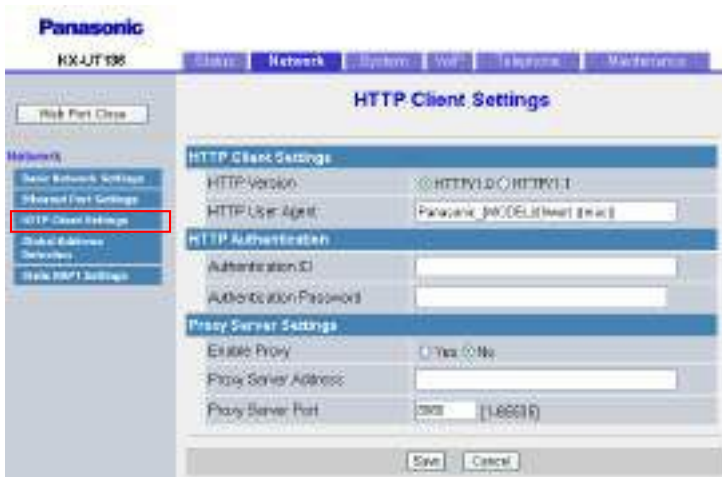 Panasonic
KX-UT136
Status
Network
System
VoIP
Telephone
Maintenance
Web Port Close
HTTP Client Settings
Network
Basic Network Settings
Ethernet Port Settings
HTTP Client Settings
Global Address
Detection
Static NAPT Settings
HTTP Client Settings
HTTP Version
HTTP/1.0
HTTP/1.1
HTTP User Agent
HTTP Authentication
Authentication ID
Authentication Password
Proxy Server Settings
Enable Proxy
Yes
No
Proxy Server Address
Proxy Server Port
[1-65535]
Save
Cancel